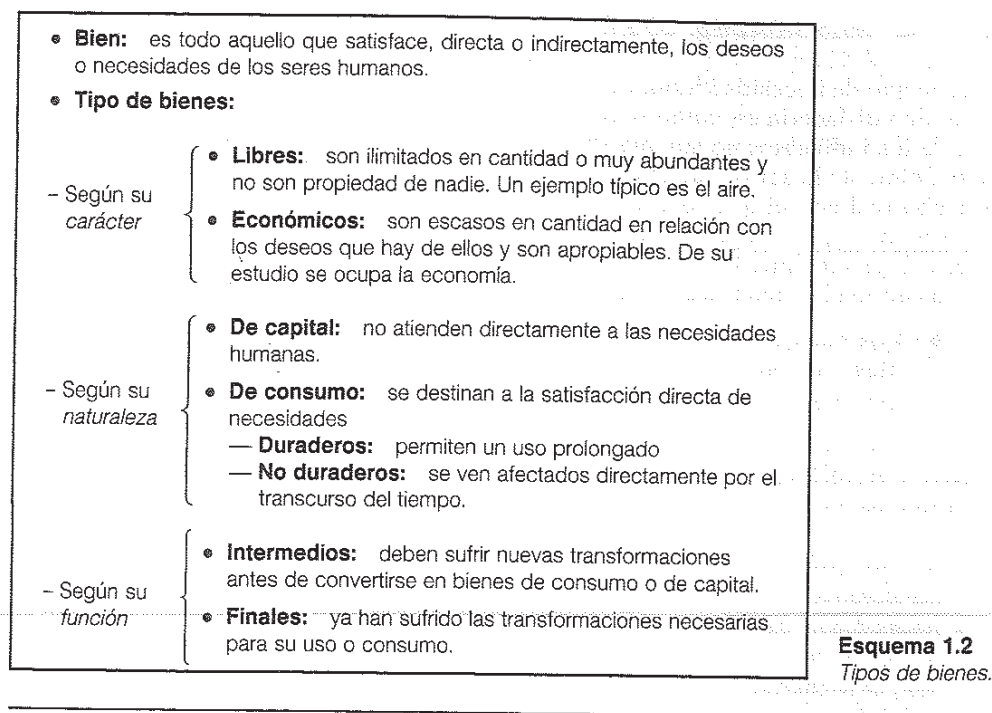 • Bien: es todo aquello que satisface, directa o indirectamente, los deseos
o necesidades de los seres humanos.
• Tipo de bienes:
– Según su
carácter
• Libres: son ilimitados en cantidad o muy abundantes y
no son propiedad de nadie. Un ejemplo típico es el aire.
• Económicos: son escasos en cantidad en relación con
los deseos que hay de ellos y son apropiables. De su
estudio se ocupa la economía.
– Según su
naturaleza
• De capital: no atienden directamente a las necesidades
humanas.
• De consumo: se destinan a la satisfacción directa de
necesidades
— Duraderos: permiten un uso prolongado
— No duraderos: se ven afectados directamente por el
transcurso del tiempo.
– Según su
función
• Intermedios: deben sufrir nuevas transformaciones
antes de convertirse en bienes de consumo o de capital.
• Finales: ya han sufrido las transformaciones necesarias
para su uso o consumo.
Esquema 1.2
Tipos de bienes.